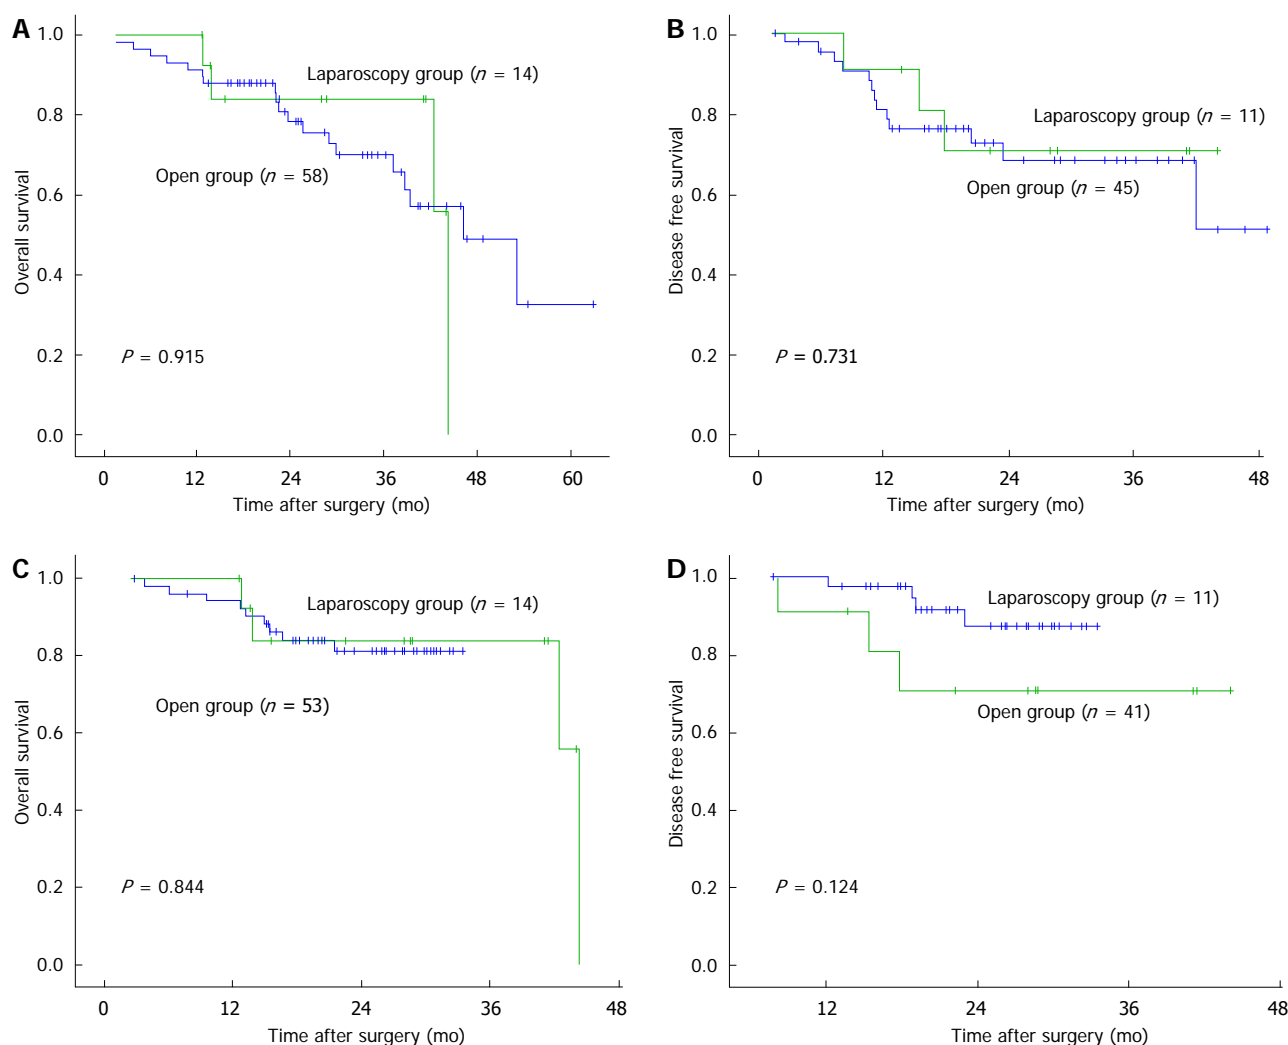 A
Overall survival
1.0
0.8
0.6
0.4
0.2
0.0
Laparoscopy group (n = 14)
Open group (n = 58)
P = 0.915
0 12 24 36 48 60
Time after surgery (mo)
B
Disease free survival
1.0
0.8
0.6
0.4
0.2
0.0
Laparoscopy group (n = 11)
Open group (n = 45)
P = 0.731
0 12 24 36 48
Time after surgery (mo)
C
Overall survival
1.0
0.8
0.6
0.4
0.2
0.0
Laparoscopy group (n = 14)
Open group (n = 53)
P = 0.844
0 12 24 36 48
Time after surgery (mo)
D
Disease free survival
1.0
0.8
0.6
0.4
0.2
0.0
Laparoscopy group (n = 11)
Open group (n = 41)
P = 0.124
12 24 36 48
Time after surgery (mo)